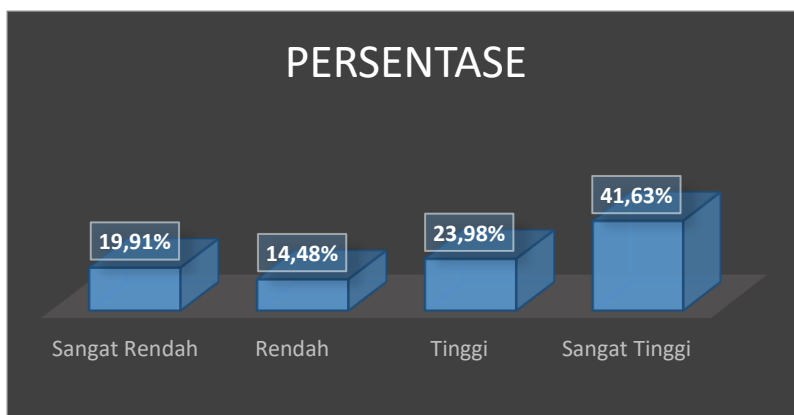 PERSENTASE
19,91%
14,48%
23,98%
41,63%
Sangat Rendah
Rendah
Tinggi
Sangat Tinggi